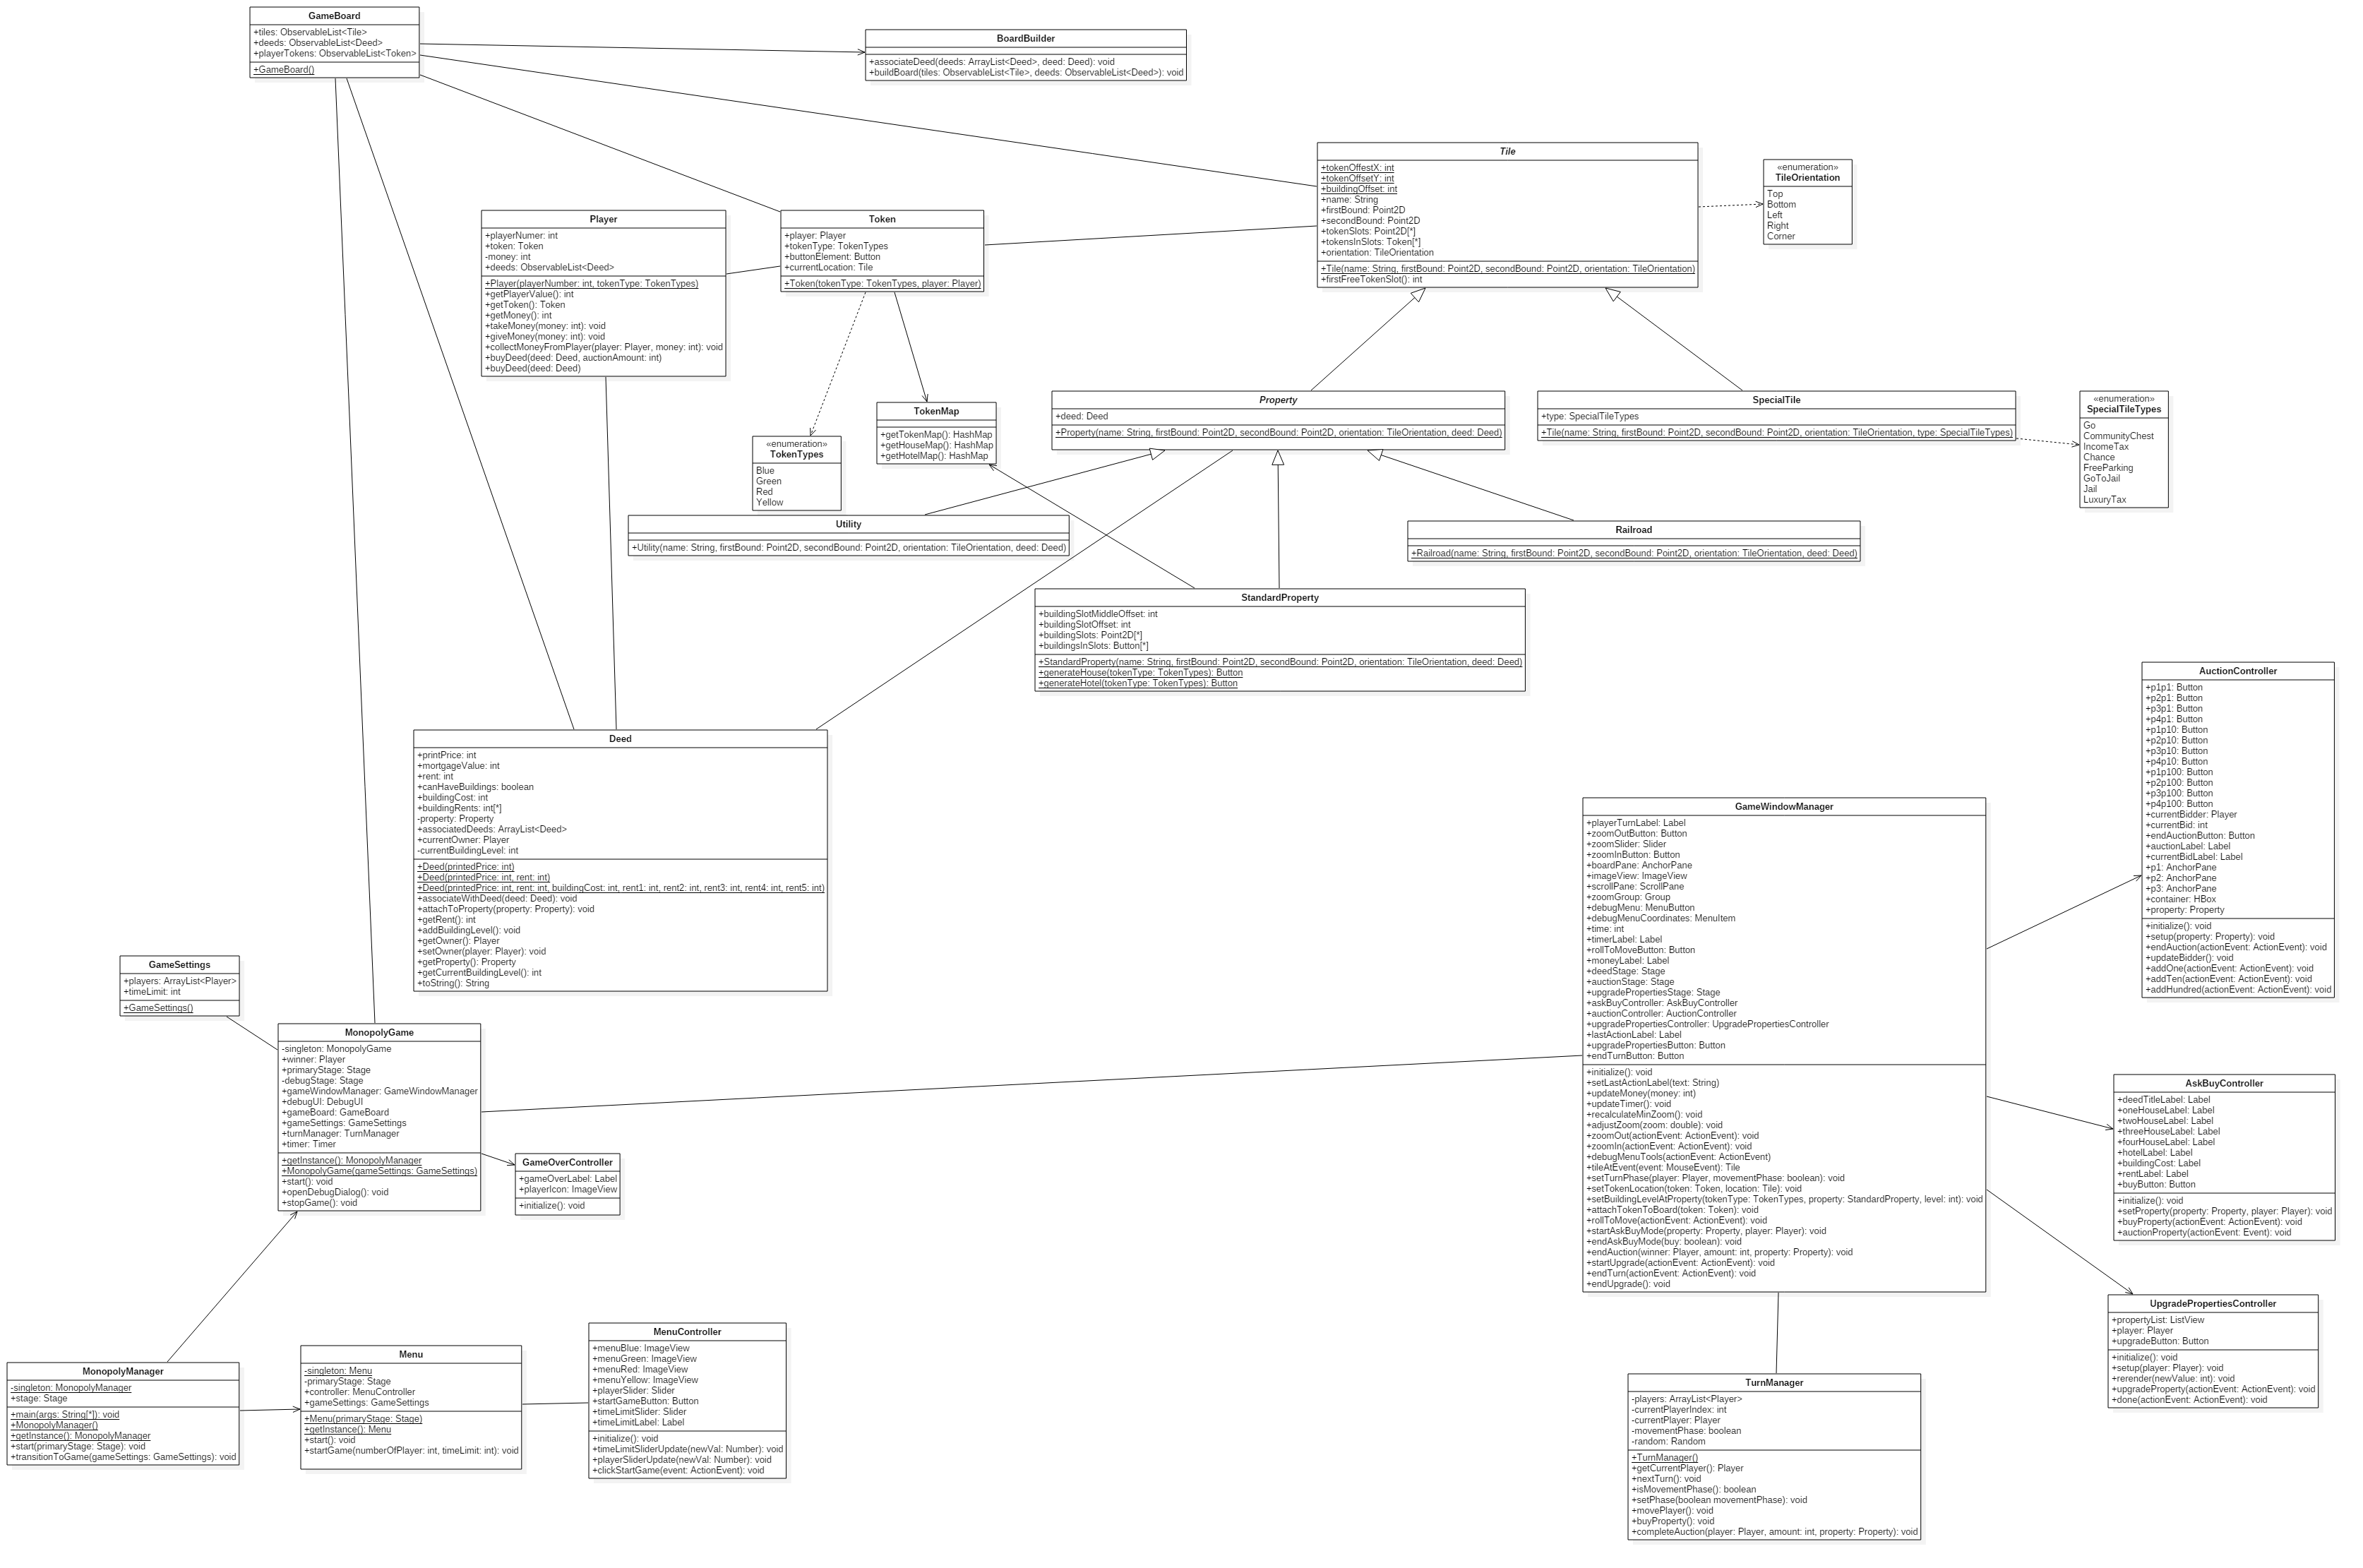 GameBoard
+tiles: ObservableList<Tile>
+deeds: ObservableList<Deed>
+playerTokens: ObservableList<Token>
+GameBoard()
BoardBuilder
+associateDeed(deeds: ArrayList<Deed>, deed: Deed): void
+buildBoard(tiles: ObservableList<Tile>, deeds: ObservableList<Deed>): void
Tile
+tokenOffestX: int
+tokenOffsetY: int
+buildingOffset: int
+name: String
+firstBound: Point2D
+secondBound: Point2D
+tokenSlots: Point2D[*]
+tokensInSlots: Token[*]
+orientation: TileOrientation
+Tile(name: String, firstBound: Point2D, secondBound: Point2D, orientation: TileOrientation)
+firstFreeTokenSlot(): int
«enumeration»
TileOrientation
Top
Bottom
Left
Right
Corner
Player
+playerNumer: int
+token: Token
-money: int
+deeds: ObservableList<Deed>
+Player(playerNumber: int, tokenType: TokenTypes)
+getPlayerValue(): int
+getToken(): Token
+getMoney(): int
+takeMoney(money: int): void
+giveMoney(money: int): void
+collectMoneyFromPlayer(player: Player, money: int): void
+buyDeed(deed: Deed, auctionAmount: int)
+buyDeed(deed: Deed)
Token
+player: Player
+tokenType: TokenTypes
+buttonElement: Button
+currentLocation: Tile
+Token(tokenType: TokenTypes, player: Player)
TokenMap
+getTokenMap(): HashMap
+getHouseMap(): HashMap
+getHotelMap(): HashMap
«enumeration»
TokenTypes
Blue
Green
Red
Yellow
Property
+deed: Deed
+Property(name: String, firstBound: Point2D, secondBound: Point2D, orientation: TileOrientation, deed: Deed)
SpecialTile
+type: SpecialTileTypes
+Tile(name: String, firstBound: Point2D, secondBound: Point2D, orientation: TileOrientation, type: SpecialTileTypes)
«enumeration»
SpecialTileTypes
Go
CommunityChest
IncomeTax
Chance
FreeParking
GoToJail
Jail
LuxuryTax
Utility
+Utility(name: String, firstBound: Point2D, secondBound: Point2D, orientation: TileOrientation, deed: Deed)
Railroad
+Railroad(name: String, firstBound: Point2D, secondBound: Point2D, orientation: TileOrientation, deed: Deed)
StandardProperty
+buildingSlotMiddleOffset: int
+buildingSlotOffset: int
+buildingSlots: Point2D[*]
+buildingsInSlots: Button[*]
+StandardProperty(name: String, firstBound: Point2D, secondBound: Point2D, orientation: TileOrientation, deed: Deed)
+generateHouse(tokenType: TokenTypes): Button
+generateHotel(tokenType: TokenTypes): Button
Deed
+printPrice: int
+mortgageValue: int
+rent: int
+canHaveBuildings: boolean
+buildingCost: int
+buildingRents: int[*]
-property: Property
+associatedDeeds: ArrayList<Deed>
+currentOwner: Player
-currentBuildingLevel: int
+Deed(printedPrice: int)
+Deed(printedPrice: int, rent: int)
+Deed(printedPrice: int, rent: int, buildingCost: int, rent1: int, rent2: int, rent3: int, rent4: int, rent5: int)
+associateWithDeed(deed: Deed): void
+attachToProperty(property: Property): void
+getRent(): int
+addBuildingLevel(): void
+getOwner(): Player
+setOwner(player: Player): void
+getProperty(): Property
+getCurrentBuildingLevel(): int
+toString(): String
AuctionController
+p1p1: Button
+p2p1: Button
+p3p1: Button
+p4p1: Button
+p1p10: Button
+p2p10: Button
+p3p10: Button
+p4p10: Button
+p1p100: Button
+p2p100: Button
+p3p100: Button
+p4p100: Button
+currentBidder: Player
+currentBid: int
+endAuctionButton: Button
+auctionLabel: Label
+currentBidLabel: Label
+p1: AnchorPane
+p2: AnchorPane
+p3: AnchorPane
+container: HBox
+property: Property
+initialize(): void
+setup(property: Property): void
+endAuction(actionEvent: ActionEvent): void
+updateBidder(): void
+addOne(actionEvent: ActionEvent): void
+addTen(actionEvent: ActionEvent): void
+addHundred(actionEvent: ActionEvent): void
GameWindowManager
+playerTurnLabel: Label
+zoomOutButton: Button
+zoomSlider: Slider
+zoomInButton: Button
+boardPane: AnchorPane
+imageView: ImageView
+scrollPane: ScrollPane
+zoomGroup: Group
+debugMenu: MenuButton
+debugMenuCoordinates: MenuItem
+time: int
+timerLabel: Label
+rollToMoveButton: Button
+moneyLabel: Label
+deedStage: Stage
+auctionStage: Stage
+upgradePropertiesStage: Stage
+askBuyController: AskBuyController
+auctionController: AuctionController
+upgradePropertiesController: UpgradePropertiesController
+lastActionLabel: Label
+upgradePropertiesButton: Button
+endTurnButton: Button
+initialize(): void
+setLastActionLabel(text: String)
+updateMoney(money: int)
+updateTimer(): void
+recalculateMinZoom(): void
+adjustZoom(zoom: double): void
+zoomOut(actionEvent: ActionEvent): void
+zoomIn(actionEvent: ActionEvent): void
+debugMenuTools(actionEvent: ActionEvent)
+tileAtEvent(event: MouseEvent): Tile
+setTurnPhase(player: Player, movementPhase: boolean): void
+setTokenLocation(token: Token, location: Tile): void
+setBuildingLevelAtProperty(tokenType: TokenTypes, property: StandardProperty, level: int): void
+attachTokenToBoard(token: Token): void
+rollToMove(actionEvent: ActionEvent): void
+startAskBuyMode(property: Property, player: Player): void
+endAskBuyMode(buy: boolean): void
+endAuction(winner: Player, amount: int, property: Property): void
+startUpgrade(actionEvent: ActionEvent): void
+endTurn(actionEvent: ActionEvent): void
+endUpgrade(): void
GameSettings
+players: ArrayList<Player>
+timeLimit: int
+GameSettings()
MonopolyGame
-singleton: MonopolyGame
+winner: Player
+primaryStage: Stage
-debugStage: Stage
+gameWindowManager: GameWindowManager
+debugUI: DebugUI
+gameBoard: GameBoard
+gameSettings: GameSettings
+turnManager: TurnManager
+timer: Timer
+getInstance(): MonopolyManager
+MonopolyGame(gameSettings: GameSettings)
+start(): void
+openDebugDialog(): void
+stopGame(): void
GameOverController
+gameOverLabel: Label
+playerIcon: ImageView
+initialize(): void
AskBuyController
+deedTitleLabel: Label
+oneHouseLabel: Label
+twoHouseLabel: Label
+threeHouseLabel: Label
+fourHouseLabel: Label
+hotelLabel: Label
+buildingCost: Label
+rentLabel: Label
+buyButton: Button
+initialize(): void
+setProperty(property: Property, player: Player): void
+buyProperty(actionEvent: ActionEvent): void
+auctionProperty(actionEvent: Event): void
UpgradePropertiesController
+propertyList: ListView
+player: Player
+upgradeButton: Button
+initialize(): void
+setup(player: Player): void
+rerender(newValue: int): void
+upgradeProperty(actionEvent: ActionEvent): void
+done(actionEvent: ActionEvent): void
MonopolyManager
-singleton: MonopolyManager
+stage: Stage
+main(args: String[*]): void
+MonopolyManager()
+getInstance(): MonopolyManager
+start(primaryStage: Stage): void
+transitionToGame(gameSettings: GameSettings): void
Menu
-singleton: Menu
-primaryStage: Stage
+controller: MenuController
+gameSettings: GameSettings
+Menu(primaryStage: Stage)
+getInstance(): Menu
+start(): void
+startGame(numberOfPlayer: int, timeLimit: int): void
MenuController
+menuBlue: ImageView
+menuGreen: ImageView
+menuRed: ImageView
+menuYellow: ImageView
+playerSlider: Slider
+startGameButton: Button
+timeLimitSlider: Slider
+timeLimitLabel: Label
+initialize(): void
+timeLimitSliderUpdate(newVal: Number): void
+playerSliderUpdate(newVal: Number): void
+clickStartGame(event: ActionEvent): void
TurnManager
-players: ArrayList<Player>
-currentPlayerIndex: int
-currentPlayer: Player
-movementPhase: boolean
-random: Random
+TurnManager()
+getCurrentPlayer(): Player
+nextTurn(): void
+isMovementPhase(): boolean
+setPhase(boolean movementPhase): void
+movePlayer(): void
+buyProperty(): void
+completeAuction(player: Player, amount: int, property: Property): void